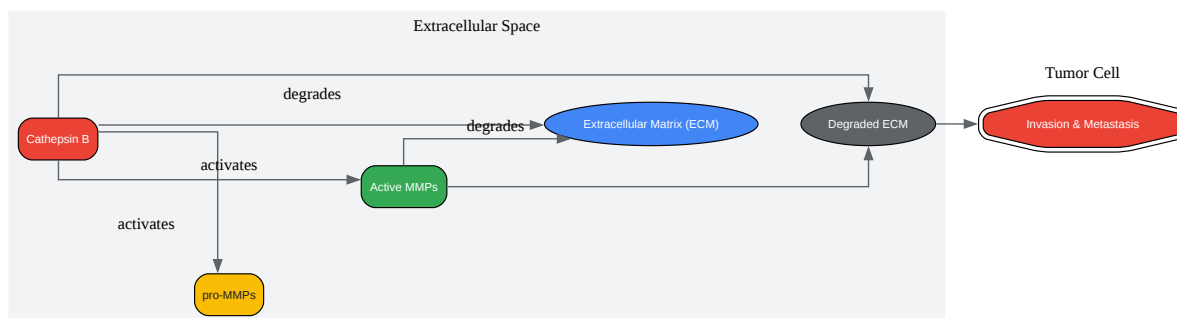 Extracellular Space
Tumor Cell
degrades
Cathepsin B
degrades
Extracellular Matrix (ECM)
Degraded ECM
Invasion & Metastasis
activates
Active MMPs
activates
pro-MMPs